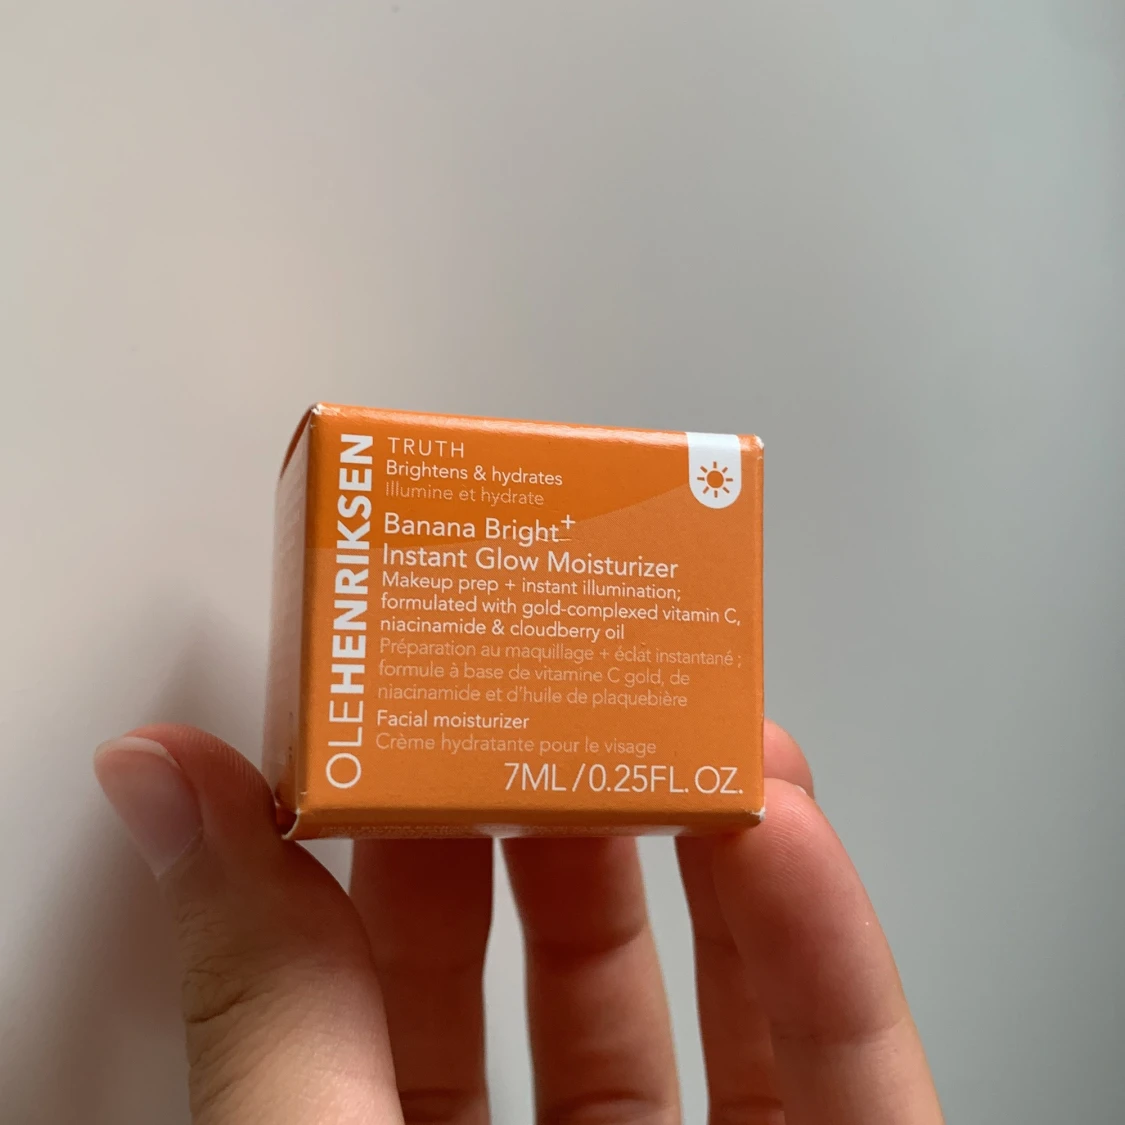 OLEHENRIKSEN
TRUTH
Brightens & hydrates
Illumine et hydrate
Banana Bright+
Instant Glow Moisturizer
Makeup prep + instant illumination;
formulated with gold-complexed vitamin C,
niacinamide & cloudberry oil
Préparation au maquillage + éclat instantané ;
formule à base de vitamine C gold, de
niacinamide et d'huile de plaquebière
Facial moisturizer
Crème hydratante pour le visage
7ML/0.25FL. OZ.